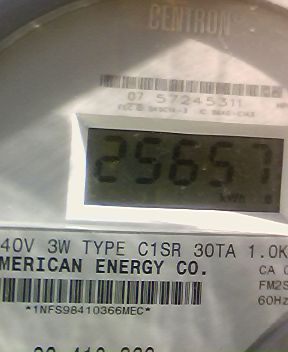 CENTRON
07 57245311
25657
kWh
40V 3W TYPE C1SR 30TA 1.0K
MERICAN ENERGY CO.
CA 0
FM2S
60Hz
*1NFS98410366MEC*